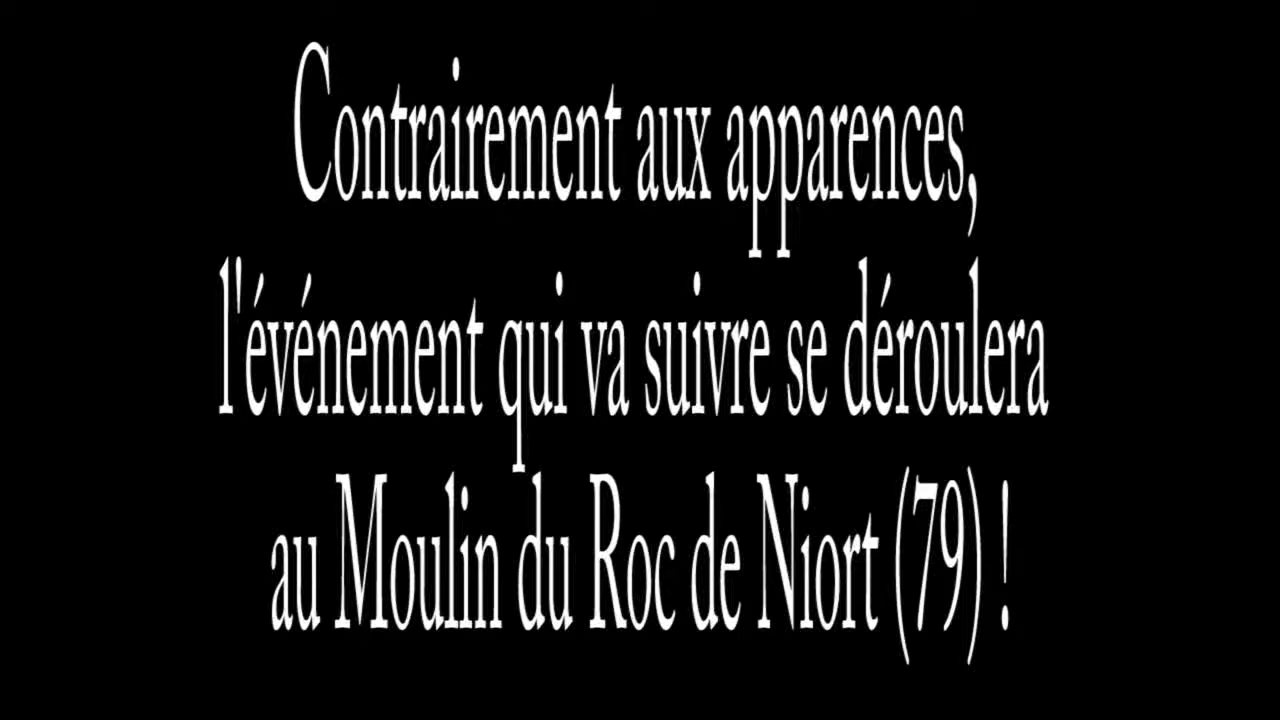 Contrairement aux apparences,
l'événement qui va suivre se déroulera
au Moulin du Roc de Niort (79) !